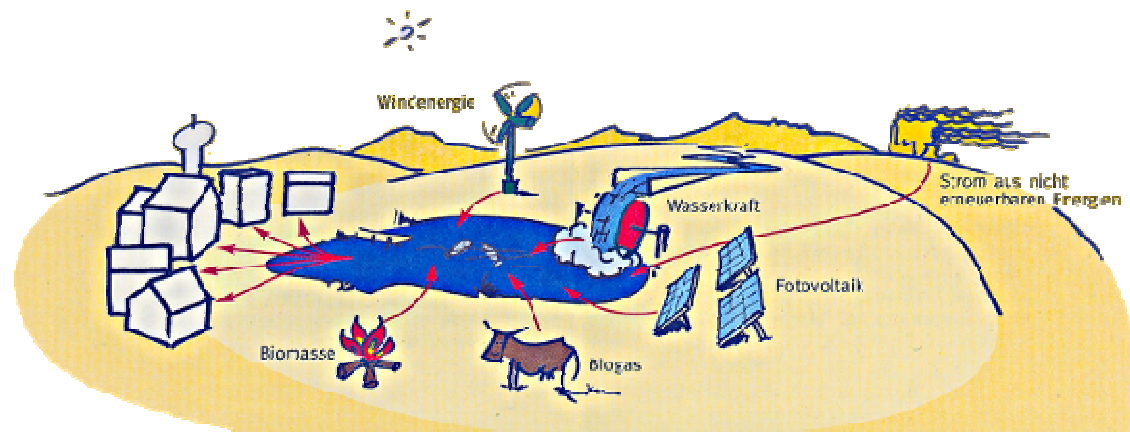 Windenergie
Strom aus nicht
erneuerbaren Energien
Wasserkraft
Fotovoltaik
Biomasse
Biogas